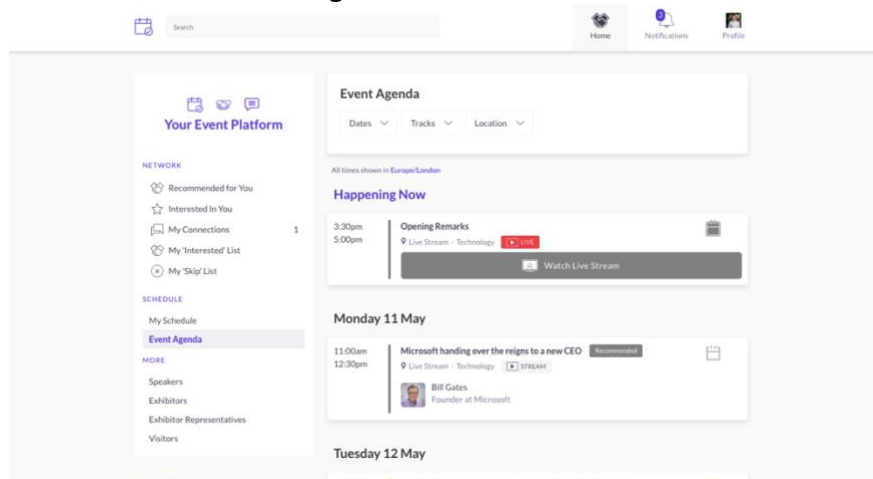 Search
Home
Notifications
3
Profile
Your Event Platform
NETWORK
Recommended for You
Interested In You
My Connections 1
My 'Interested' List
My 'Skip' List
SCHEDULE
My Schedule
Event Agenda
MORE
Speakers
Exhibitors
Exhibitor Representatives
Visitors
Event Agenda
Dates Tracks Location
All times shown in Europe/London
Happening Now
3:30pm
5:00pm
Opening Remarks
Live Stream - Technology LIVE
Watch Live Stream
Monday 11 May
11:00am
12:30pm
Microsoft handing over the reigns to a new CEO Recommended
Live Stream - Technology STREAM
Bill Gates
Founder at Microsoft
Tuesday 12 May